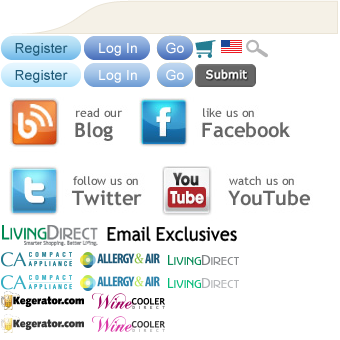 Register Log In Go
Register Log In Go Submit
read our
Blog
like us on
Facebook
follow us on
Twitter
You
Tube
watch us on
YouTube
LIVINGDIRECT
Smarter Shopping. Better Living.
Email Exclusives
CA COMPACT APPLIANCE
ALLERGY & AIR
LIVINGDIRECT
CA COMPACT APPLIANCE
ALLERGY & AIR
LIVINGDIRECT
Kegerator.com
Wine COOLER DIRECT
Kegerator.com
Wine COOLER DIRECT